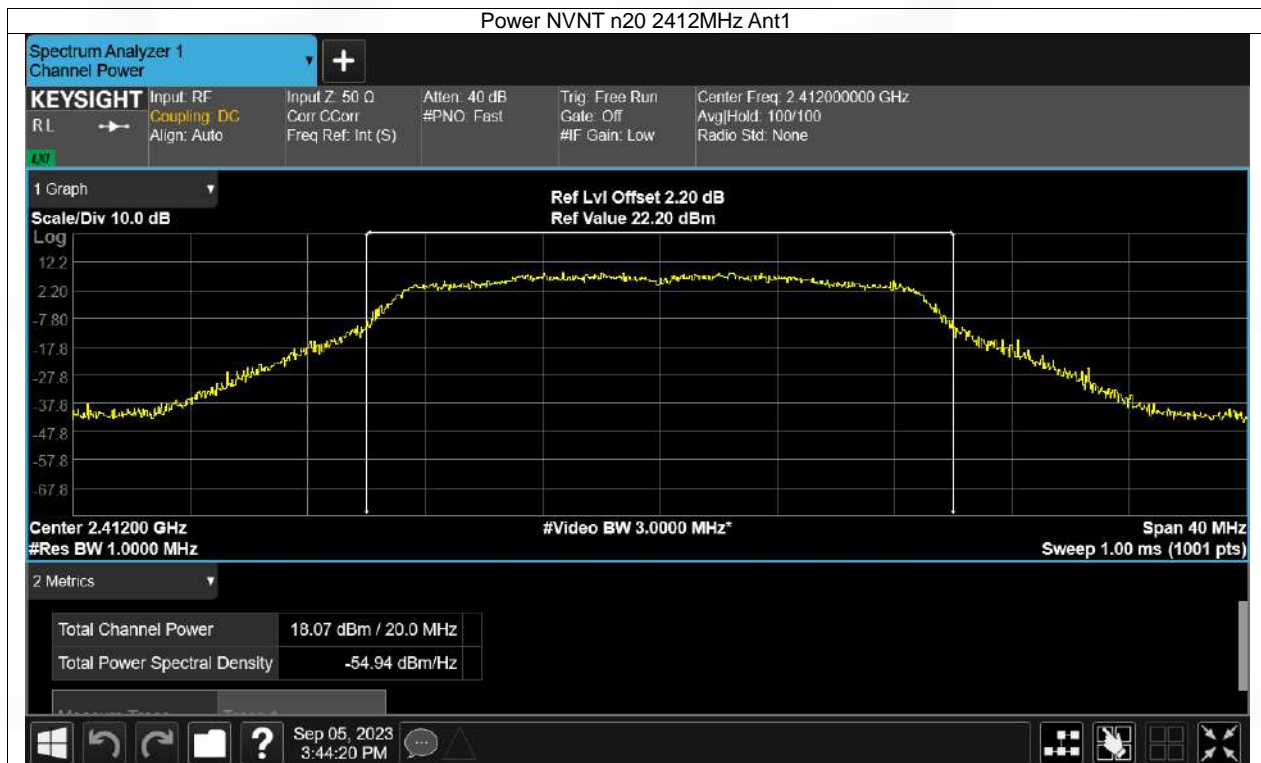 Power NVNT n20 2412MHz Ant1
Spectrum Analyzer 1
Channel Power
KEYSIGHT
RL
LXI
Input: RF
Coupling: DC
Align: Auto
Input Z: 50 Ω
Corr CCorr
Freq Ref: Int (S)
Atten: 40 dB
#PNO: Fast
Trig: Free Run
Gate: Off
#IF Gain: Low
Center Freq: 2.412000000 GHz
Avg|Hold: 100/100
Radio Std: None
1 Graph
Scale/Div 10.0 dB
Ref Lvl Offset 2.20 dB
Ref Value 22.20 dBm
Log
12.2
2.20
-7.80
-17.8
-27.8
-37.8
-47.8
-57.8
-67.8
Center 2.41200 GHz
#Res BW 1.0000 MHz
#Video BW 3.0000 MHz*
Span 40 MHz
Sweep 1.00 ms (1001 pts)
2 Metrics
Total Channel Power 18.07 dBm / 20.0 MHz
Total Power Spectral Density -54.94 dBm/Hz
?
Sep 05, 2023
3:44:20 PM